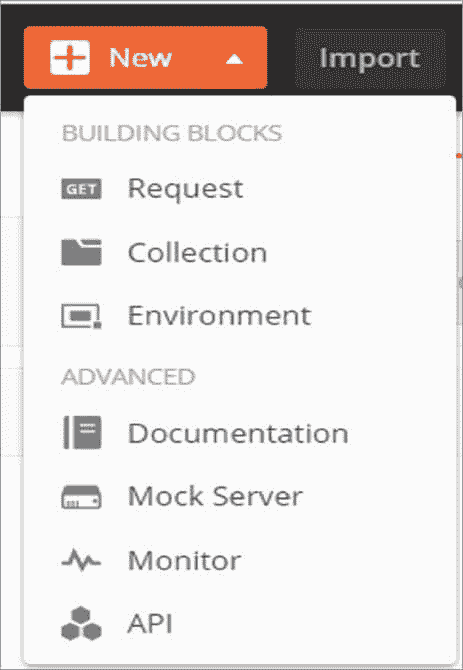 New Import
BUILDING BLOCKS
GET Request
Collection
Environment
ADVANCED
Documentation
Mock Server
Monitor
API